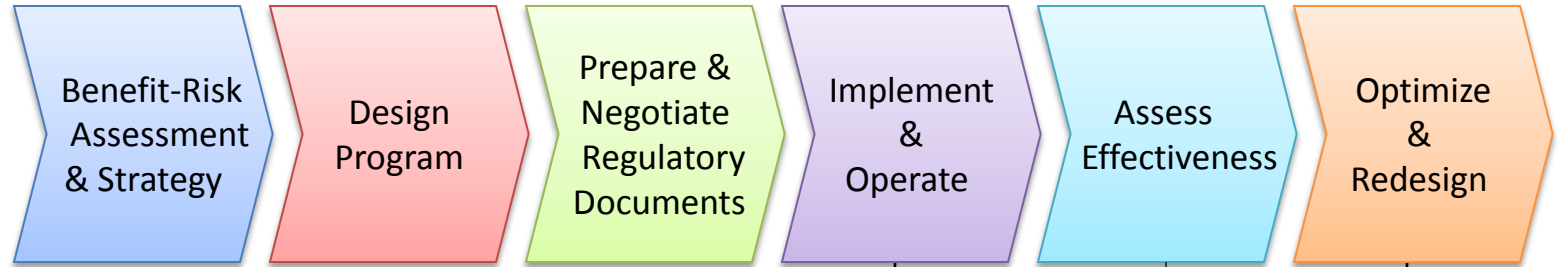 Benefit-Risk
Assessment
& Strategy
Design
Program
Prepare &
Negotiate
Regulatory
Documents
Implement
&
Operate
Assess
Effectiveness
Optimize
&
Redesign